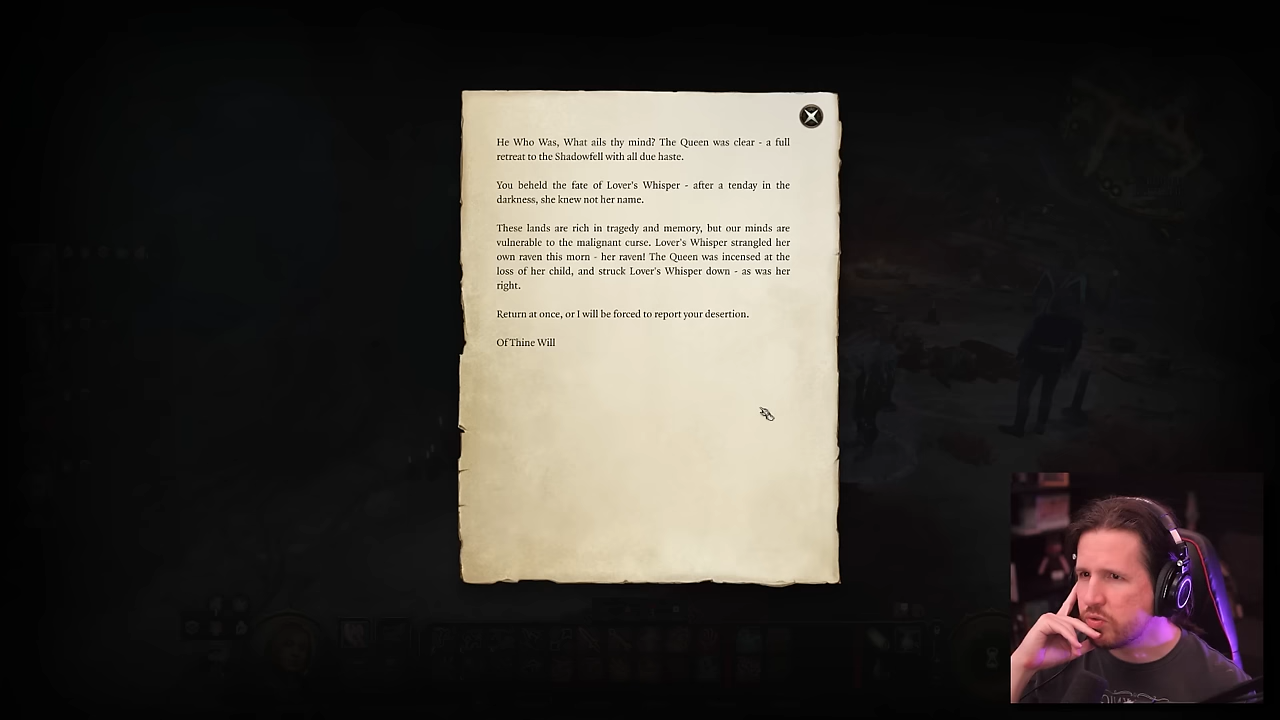 He Who Was, What ails thy mind? The Queen was clear - a full
retreat to the Shadowfell with all due haste.
You beheld the fate of Lover's Whisper - after a tenday in the
darkness, she knew not her name.
These lands are rich in tragedy and memory, but our minds are
vulnerable to the malignant curse. Lover's Whisper strangled her
own raven this morn - her raven! The Queen was incensed at the
loss of her child, and struck Lover's Whisper down - as was her
right.
Return at once, or I will be forced to report your desertion.
Of Thine Will